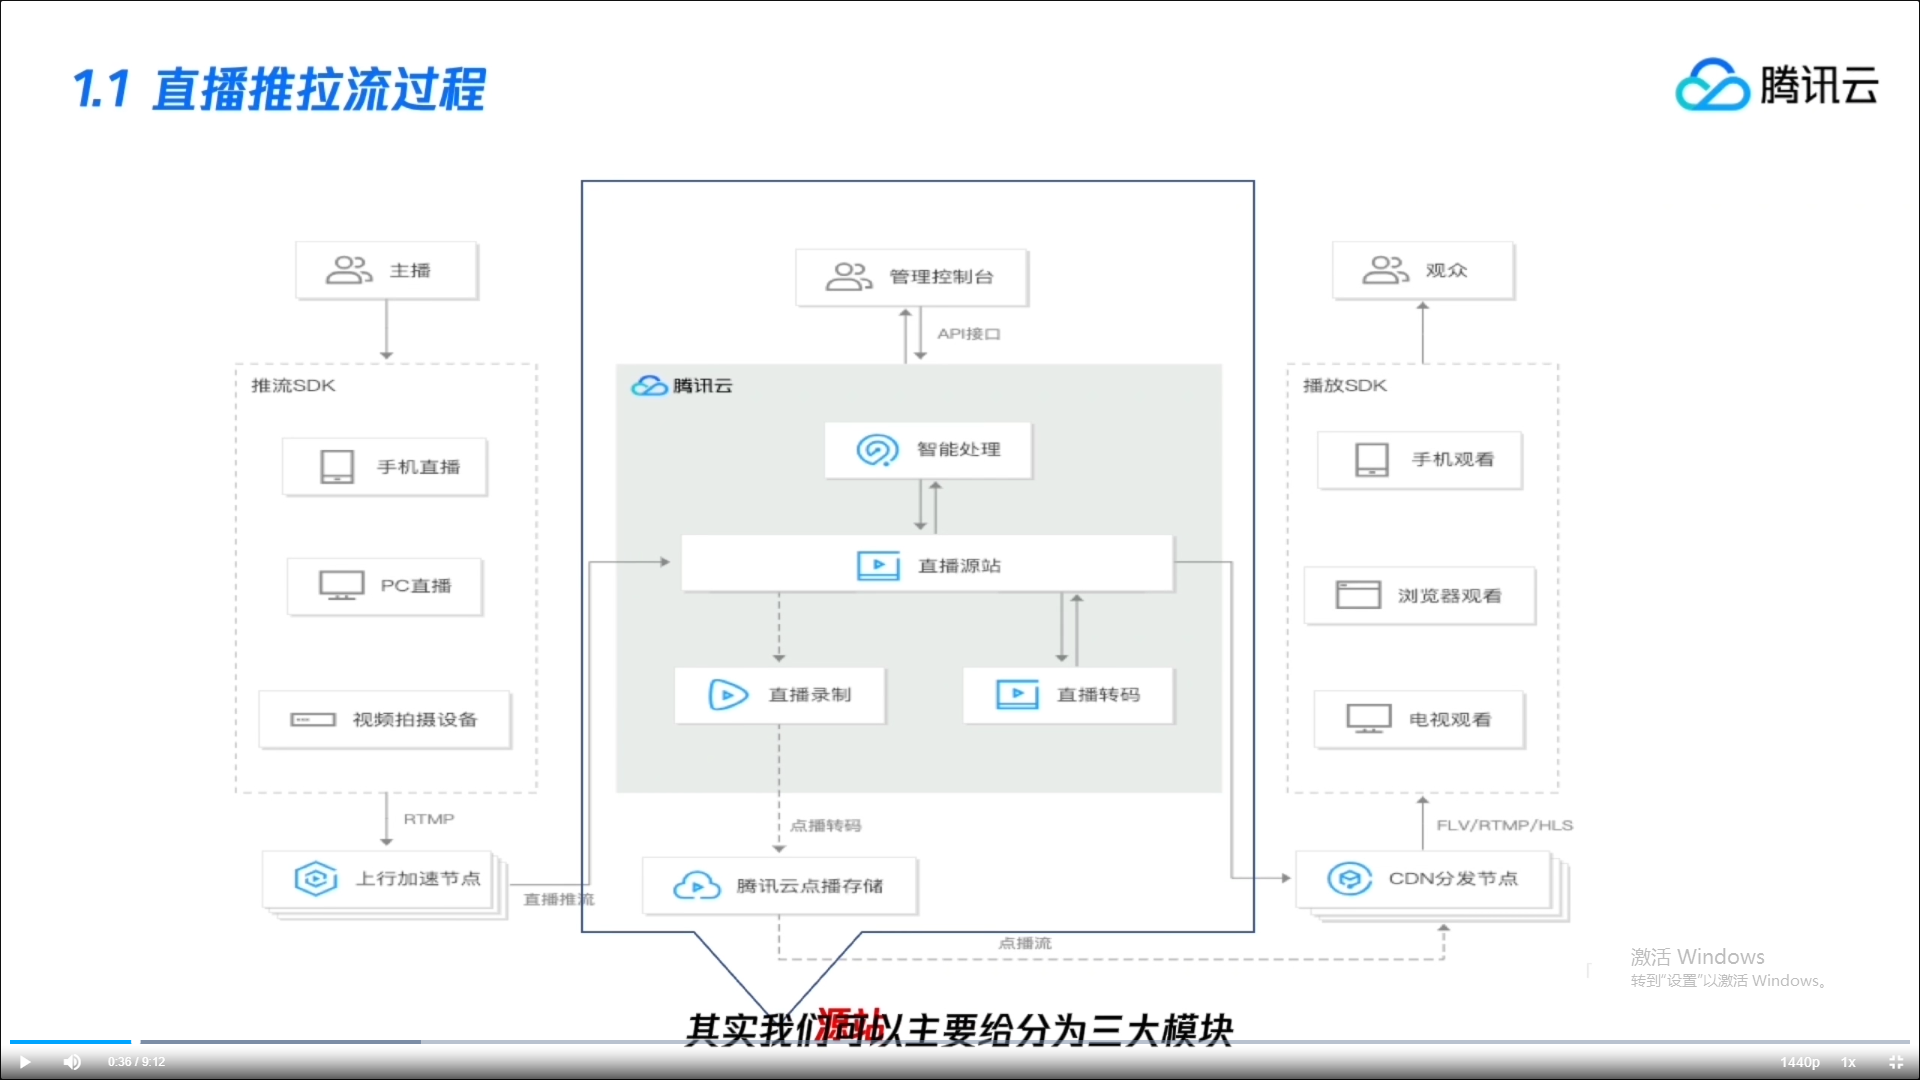 1.1 直播推拉流过程
腾讯云
主播
管理控制台
观众
API接口
推流SDK
腾讯云
播放SDK
智能处理
手机直播
手机观看
直播源站
PC直播
浏览器观看
直播录制
直播转码
视频拍摄设备
电视观看
RTMP
点播转码
FLV/RTMP/HLS
上行加速节点
直播推流
腾讯云点播存储
CDN分发节点
点播流
激活 Windows
转到“设置”以激活 Windows。
源站
其实我们可以主要给分为三大模块
0:36 / 9:12
1440p
1x